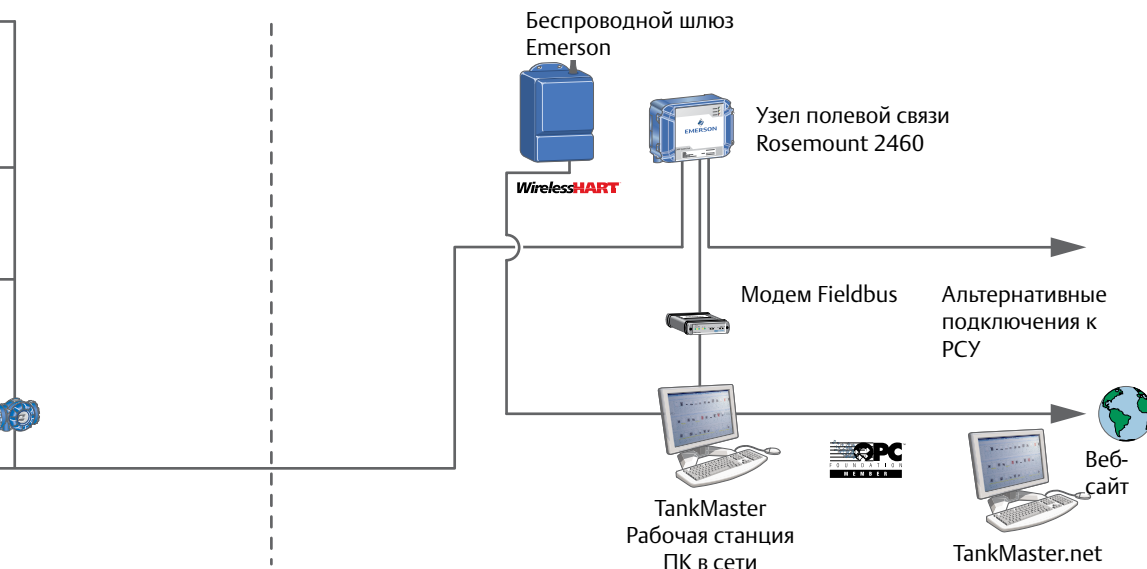 Беспроводной шлюз
Emerson
EMERSON
Узел полевой связи
Rosemount 2460
WirelessHART
Модем Fieldbus
Альтернативные
подключения к
РСУ
OPC
FOUNDATION
MEMBER
Веб-
сайт
TankMaster
Рабочая станция
ПК в сети
TankMaster.net